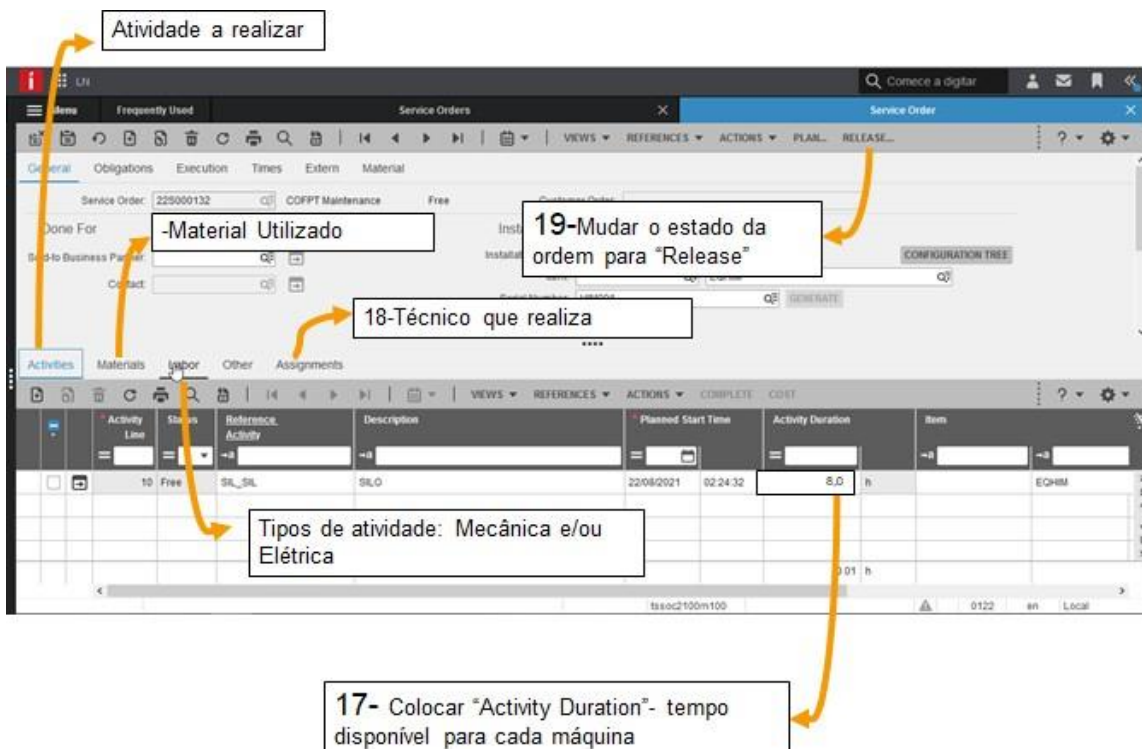 Atividade a realizar
i LN
Comece a digitar
Menu Frequently Used Service Orders Service Order
VIEWS REFERENCES ACTIONS PLAN... RELEASE...
General Obligations Execution Times Extern Material
Service Order: 225000132 COFPT Maintenance Free Customer Order:
Done For
-Material Utilizado
19-Mudar o estado da
ordem para “Release”
Sold-to Business Partner:
CONFIGURATION TREE
Contact:
GENERATE
18-Técnico que realiza
Activities Materials Labor Other Assignments
VIEWS REFERENCES ACTIONS COMPLETE COST
Activity Line Status Reference Activity Description Planned Start Time Activity Duration Item
10 Free SIL_SIL SILO 22/08/2021 02:24:32 8,0 h EQHIM
Tipos de atividade: Mecânica e/ou
Elétrica
01 h
tssoc2100m100 0122 en Local
17- Colocar “Activity Duration”- tempo
disponível para cada máquina